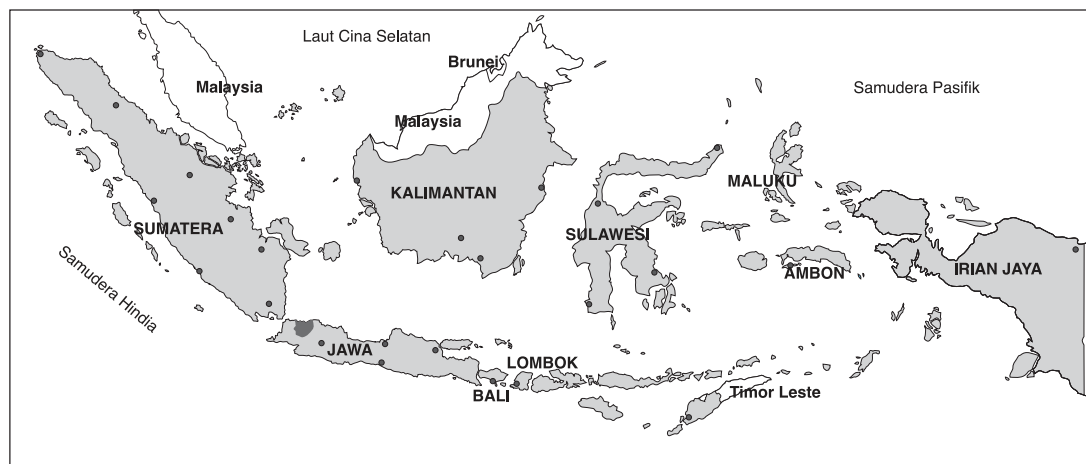 Laut Cina Selatan
Brunei
Malaysia
Samudera Pasifik
Malaysia
MALUKU
KALIMANTAN
SUMATERA
SULAWESI
Samudera Hindia
AMBON
IRIAN JAYA
JAWA
LOMBOK
BALI
Timor Leste